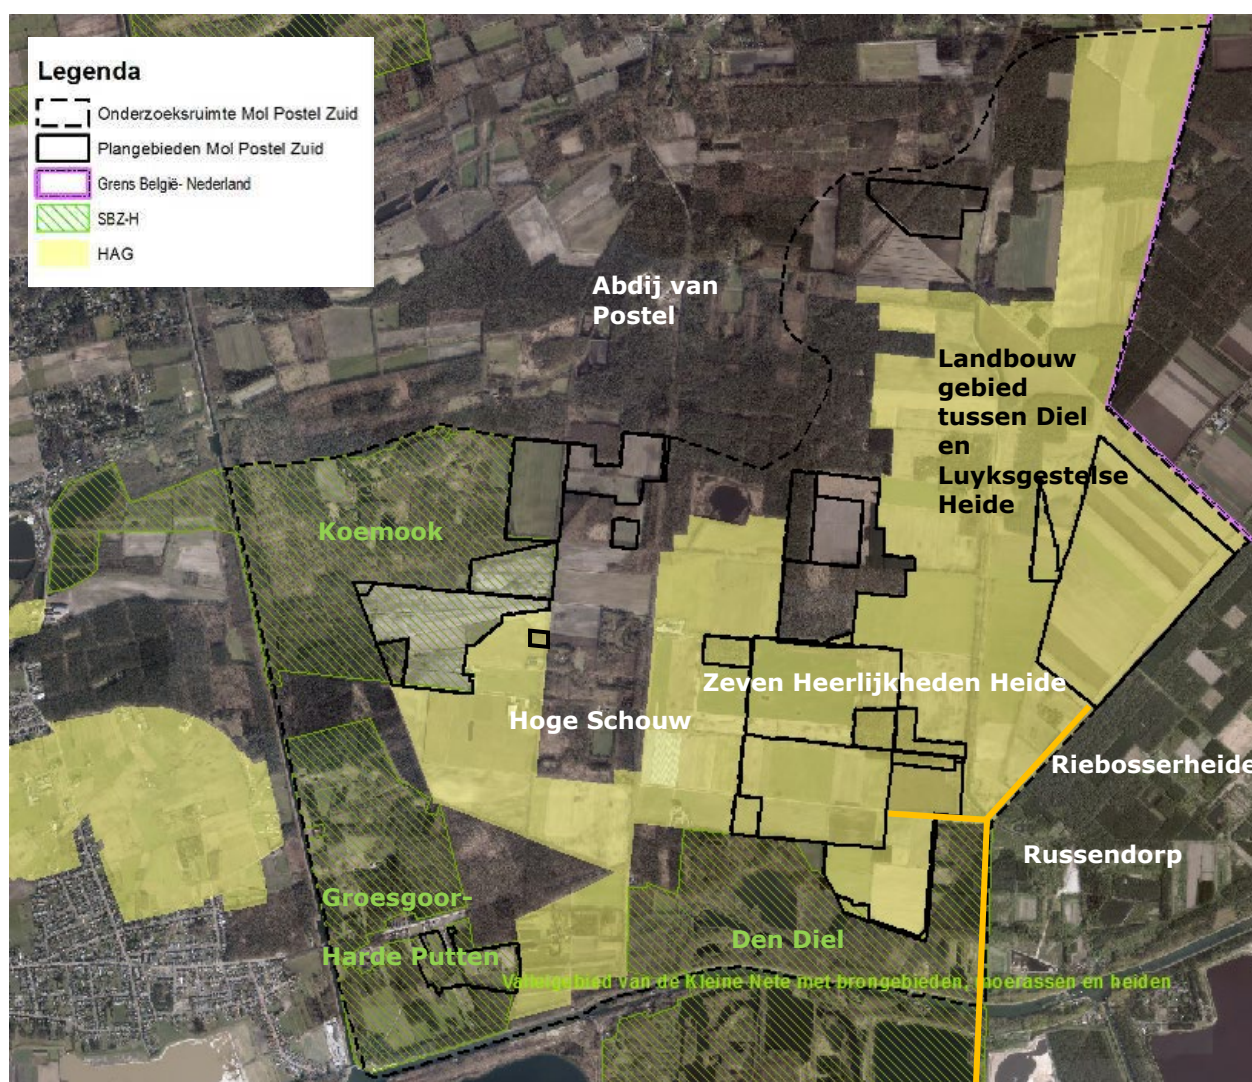 Legenda
Onderzoeksruimte Mol Postel Zuid
Plangebieden Mol Postel Zuid
Grens België- Nederland
SBZ-H
HAG
Abdij van
Postel
Landbouw
gebied
tussen Diel
en
Luyksgestelse
Heide
Koemook
Zeven Heerlijkheden Heide
Hoge Schouw
Riebosserheide
Russendorp
Groesgoor-
Harde Putten
Den Diel
Valleigebied van de Kleine Nete met brongebieden, moerassen en heiden